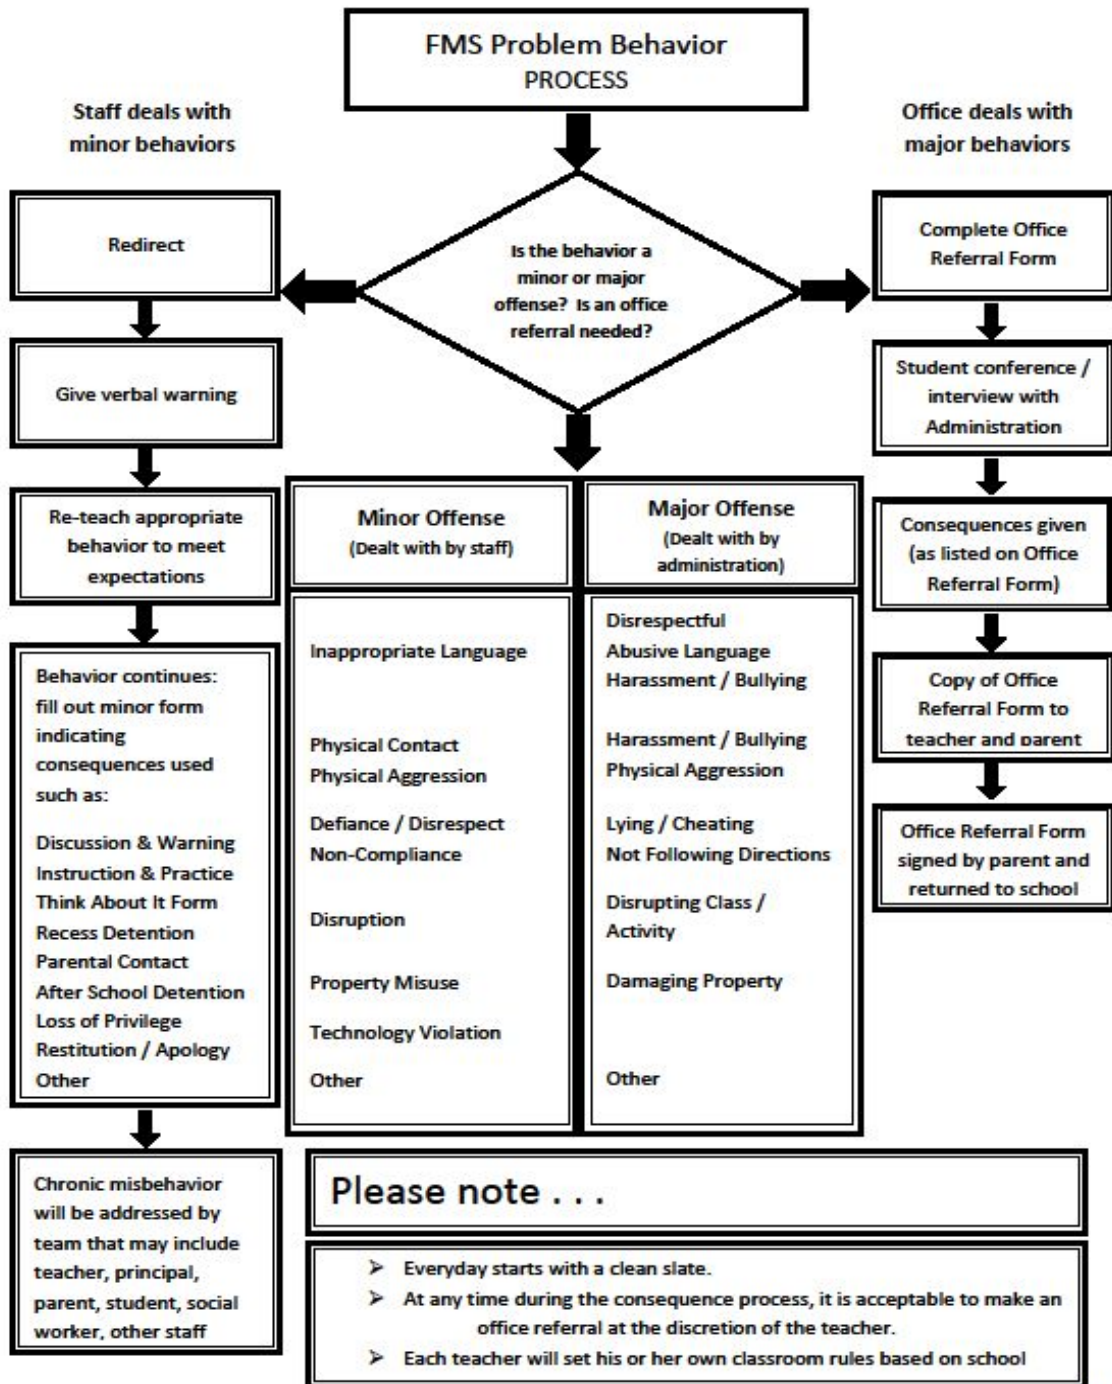 FMS Problem Behavior
PROCESS
Staff deals with
minor behaviors
Office deals with
major behaviors
Is the behavior a
minor or major
offense? Is an office
referral needed?
Redirect
Give verbal warning
Re-teach appropriate
behavior to meet
expectations
Behavior continues:
fill out minor form
indicating
consequences used
such as:
Discussion & Warning
Instruction & Practice
Think About It Form
Recess Detention
Parental Contact
After School Detention
Loss of Privilege
Restitution / Apology
Other
Chronic misbehavior
will be addressed by
team that may include
teacher, principal,
parent, student, social
worker, other staff
Minor Offense
(Dealt with by staff)
Inappropriate Language
Physical Contact
Physical Aggression
Defiance / Disrespect
Non-Compliance
Disruption
Property Misuse
Technology Violation
Other
Major Offense
(Dealt with by
administration)
Disrespectful
Abusive Language
Harassment / Bullying
Harassment / Bullying
Physical Aggression
Lying / Cheating
Not Following Directions
Disrupting Class /
Activity
Damaging Property
Other
Complete Office
Referral Form
Student conference /
interview with
Administration
Consequences given
(as listed on Office
Referral Form)
Copy of Office
Referral Form to
teacher and parent
Office Referral Form
signed by parent and
returned to school
Please note . . .
➢ Everyday starts with a clean slate.
➢ At any time during the consequence process, it is acceptable to make an
office referral at the discretion of the teacher.
➢ Each teacher will set his or her own classroom rules based on school